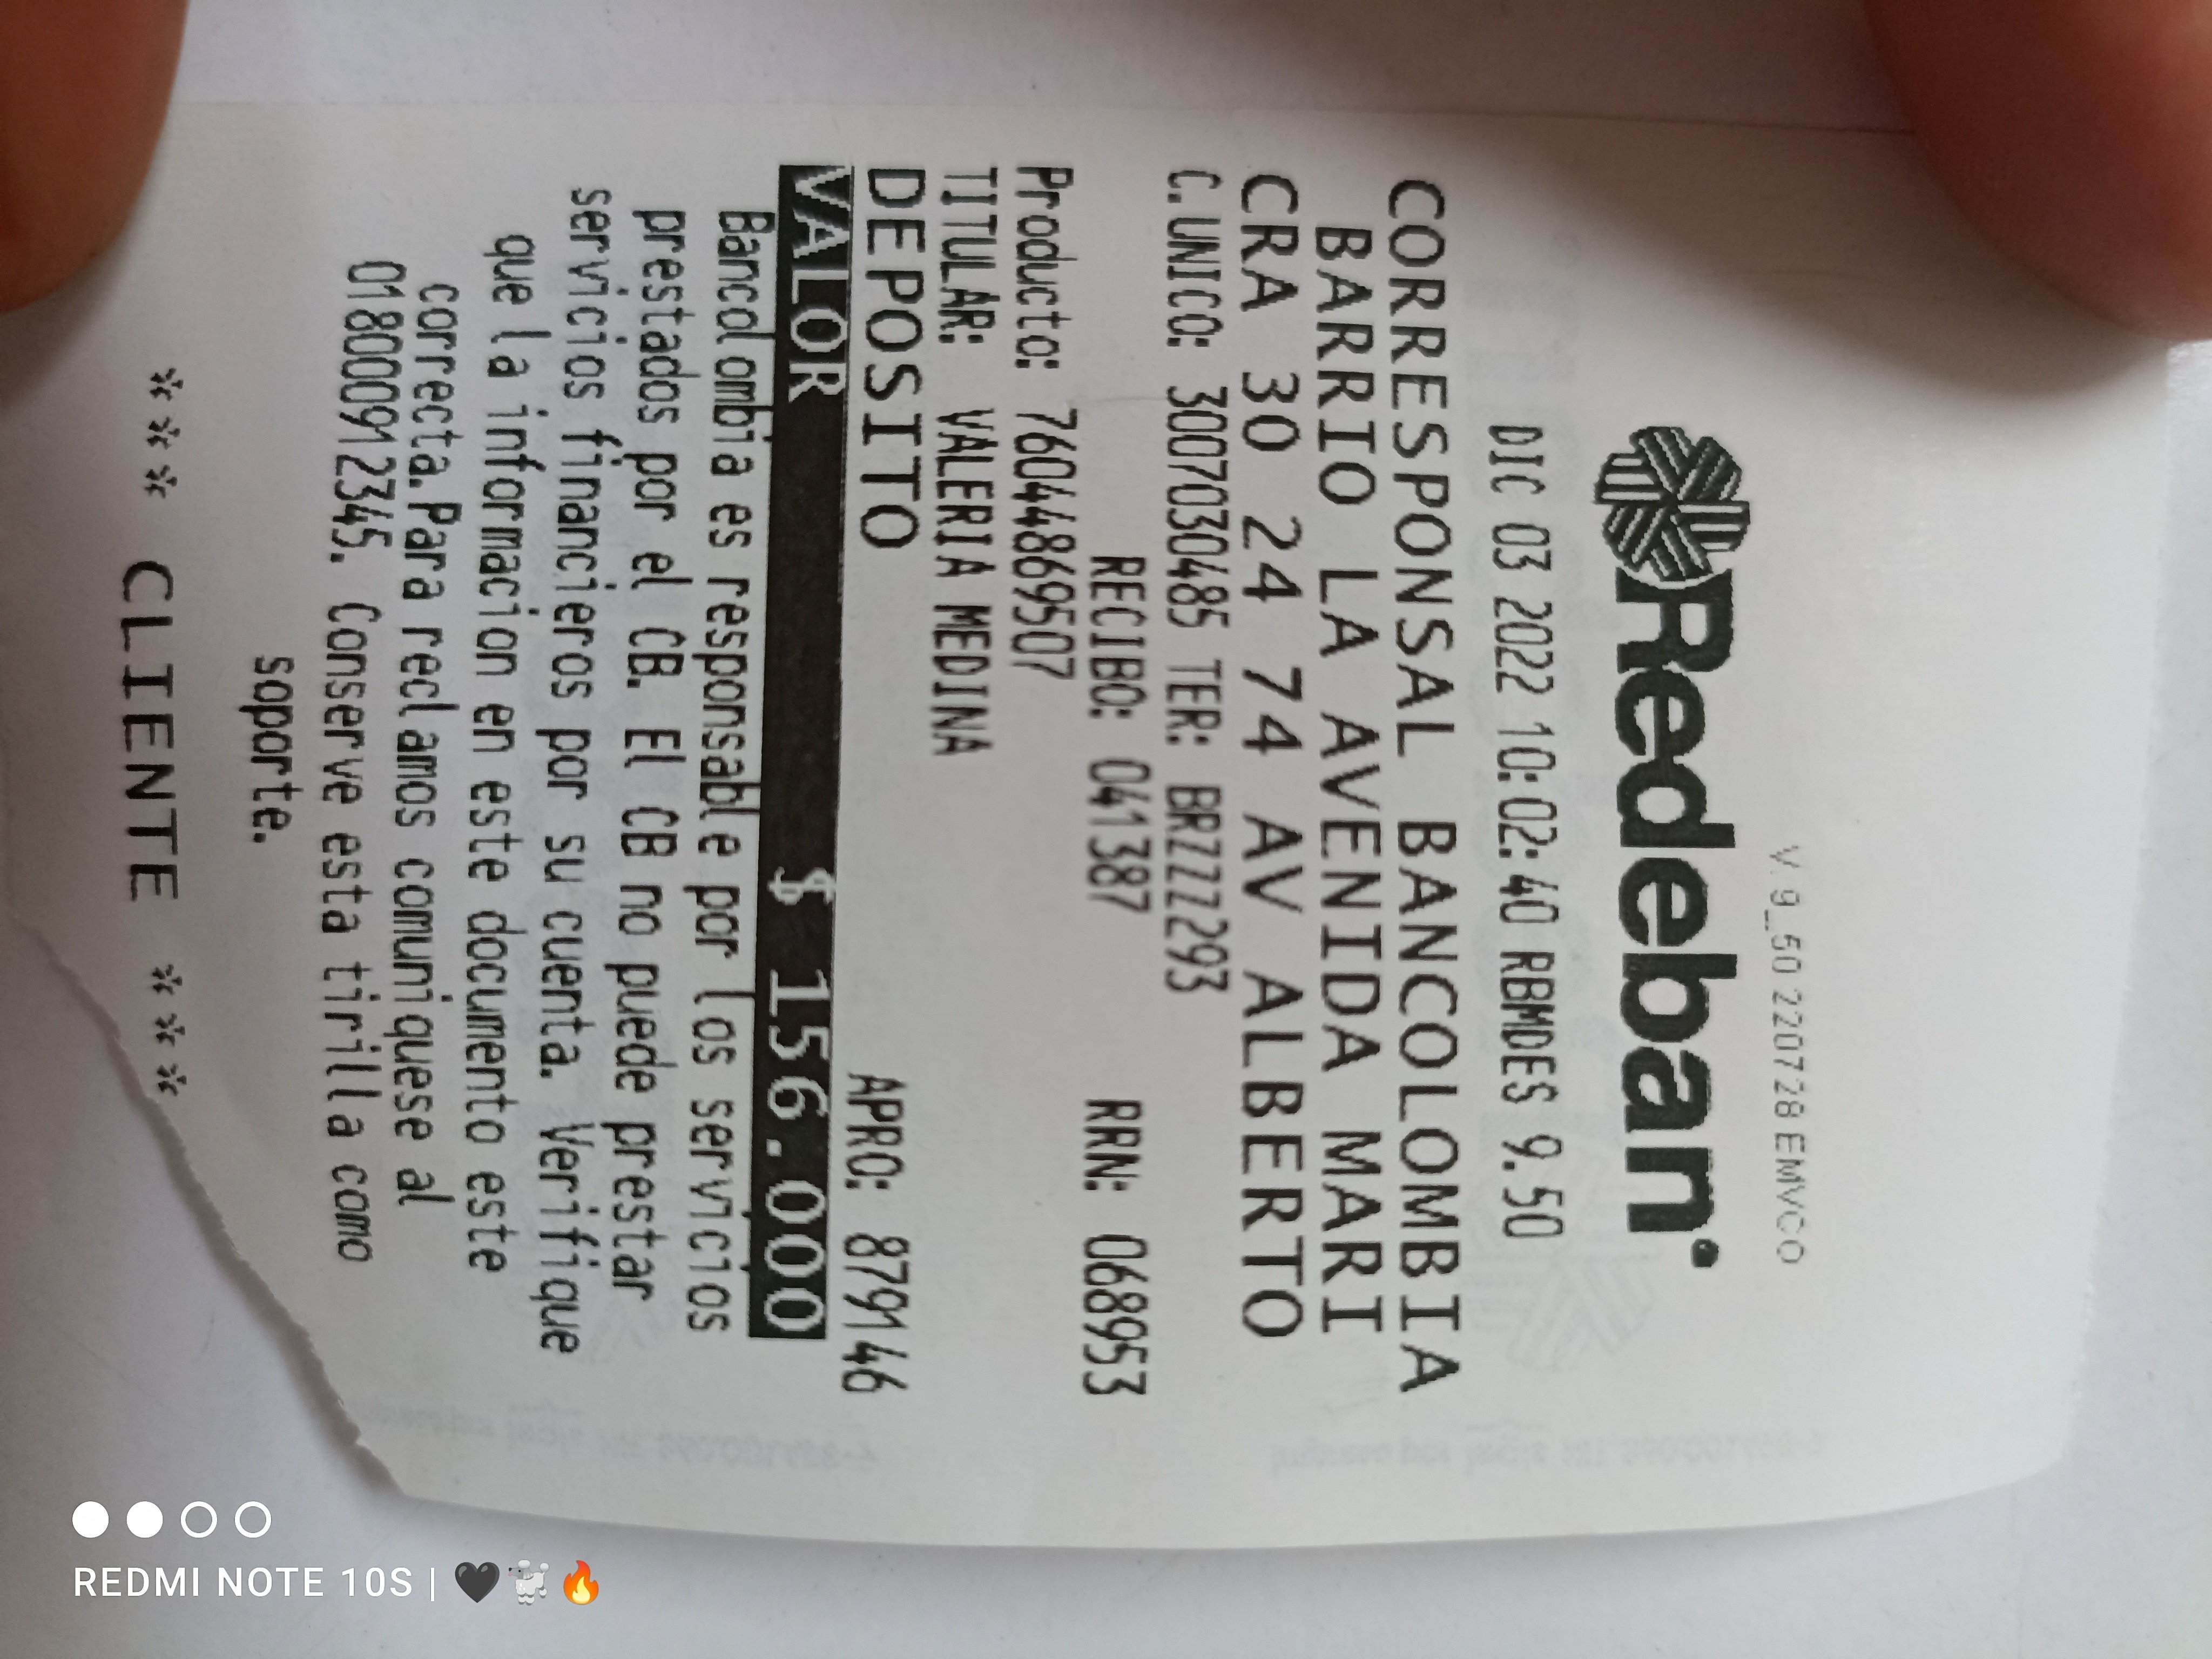 V. 9_50 220728 EMVCO
Redeban
DIC 03 2022 10:02:40 RBMDES 9.50
CORRESPONSAL BANCOLOMBIA
BARRIO LA AVENIDA MARI
CRA 30 24 74 AV ALBERTO
C.UNICO: 3007030485 TER: BRZZZ293
RECIBO: 041387 RRN: 068953
Producto: 76044869507
TITULAR: VALERIA MEDINA
DEPOSITO APRO: 879146
VALOR $ 156.000
Bancolombia es responsable por los servicios
prestados por el CB. El CB no puede prestar
servicios financieros por su cuenta. Verifique
que la informacion en este documento este
correcta.Para reclamos comuniquese al
018000912345. Conserve esta tirilla como
soporte.
*** CLIENTE ***
REDMI NOTE 10S | 🖤🐩🔥